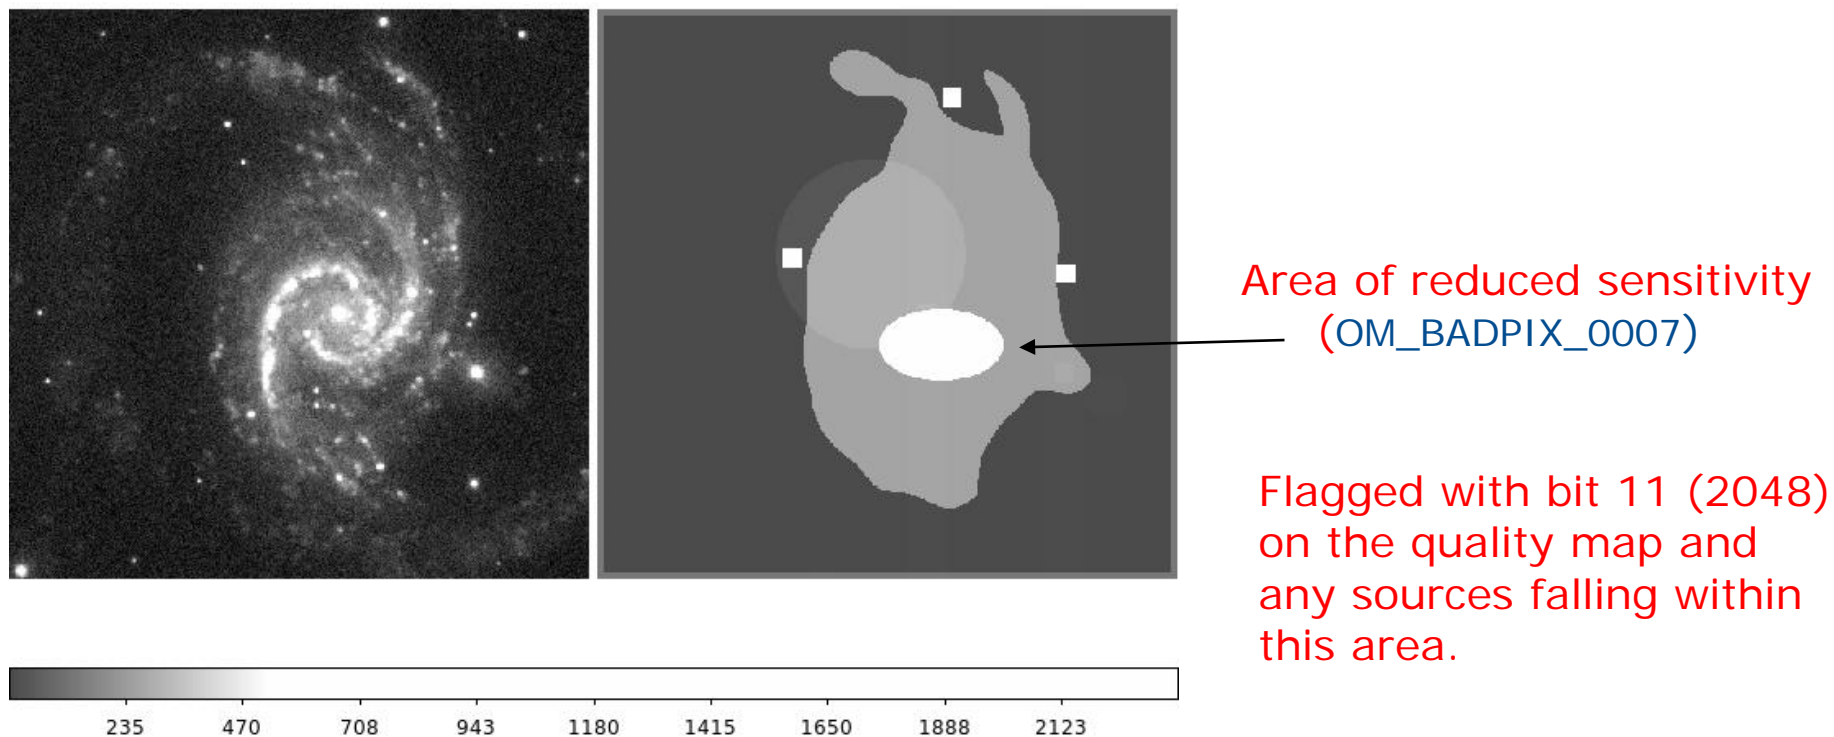 Area of reduced sensitivity
(OM_BADPIX_0007)
Flagged with bit 11 (2048)
on the quality map and
any sources falling within
this area.
235 470 708 943 1180 1415 1650 1888 2123